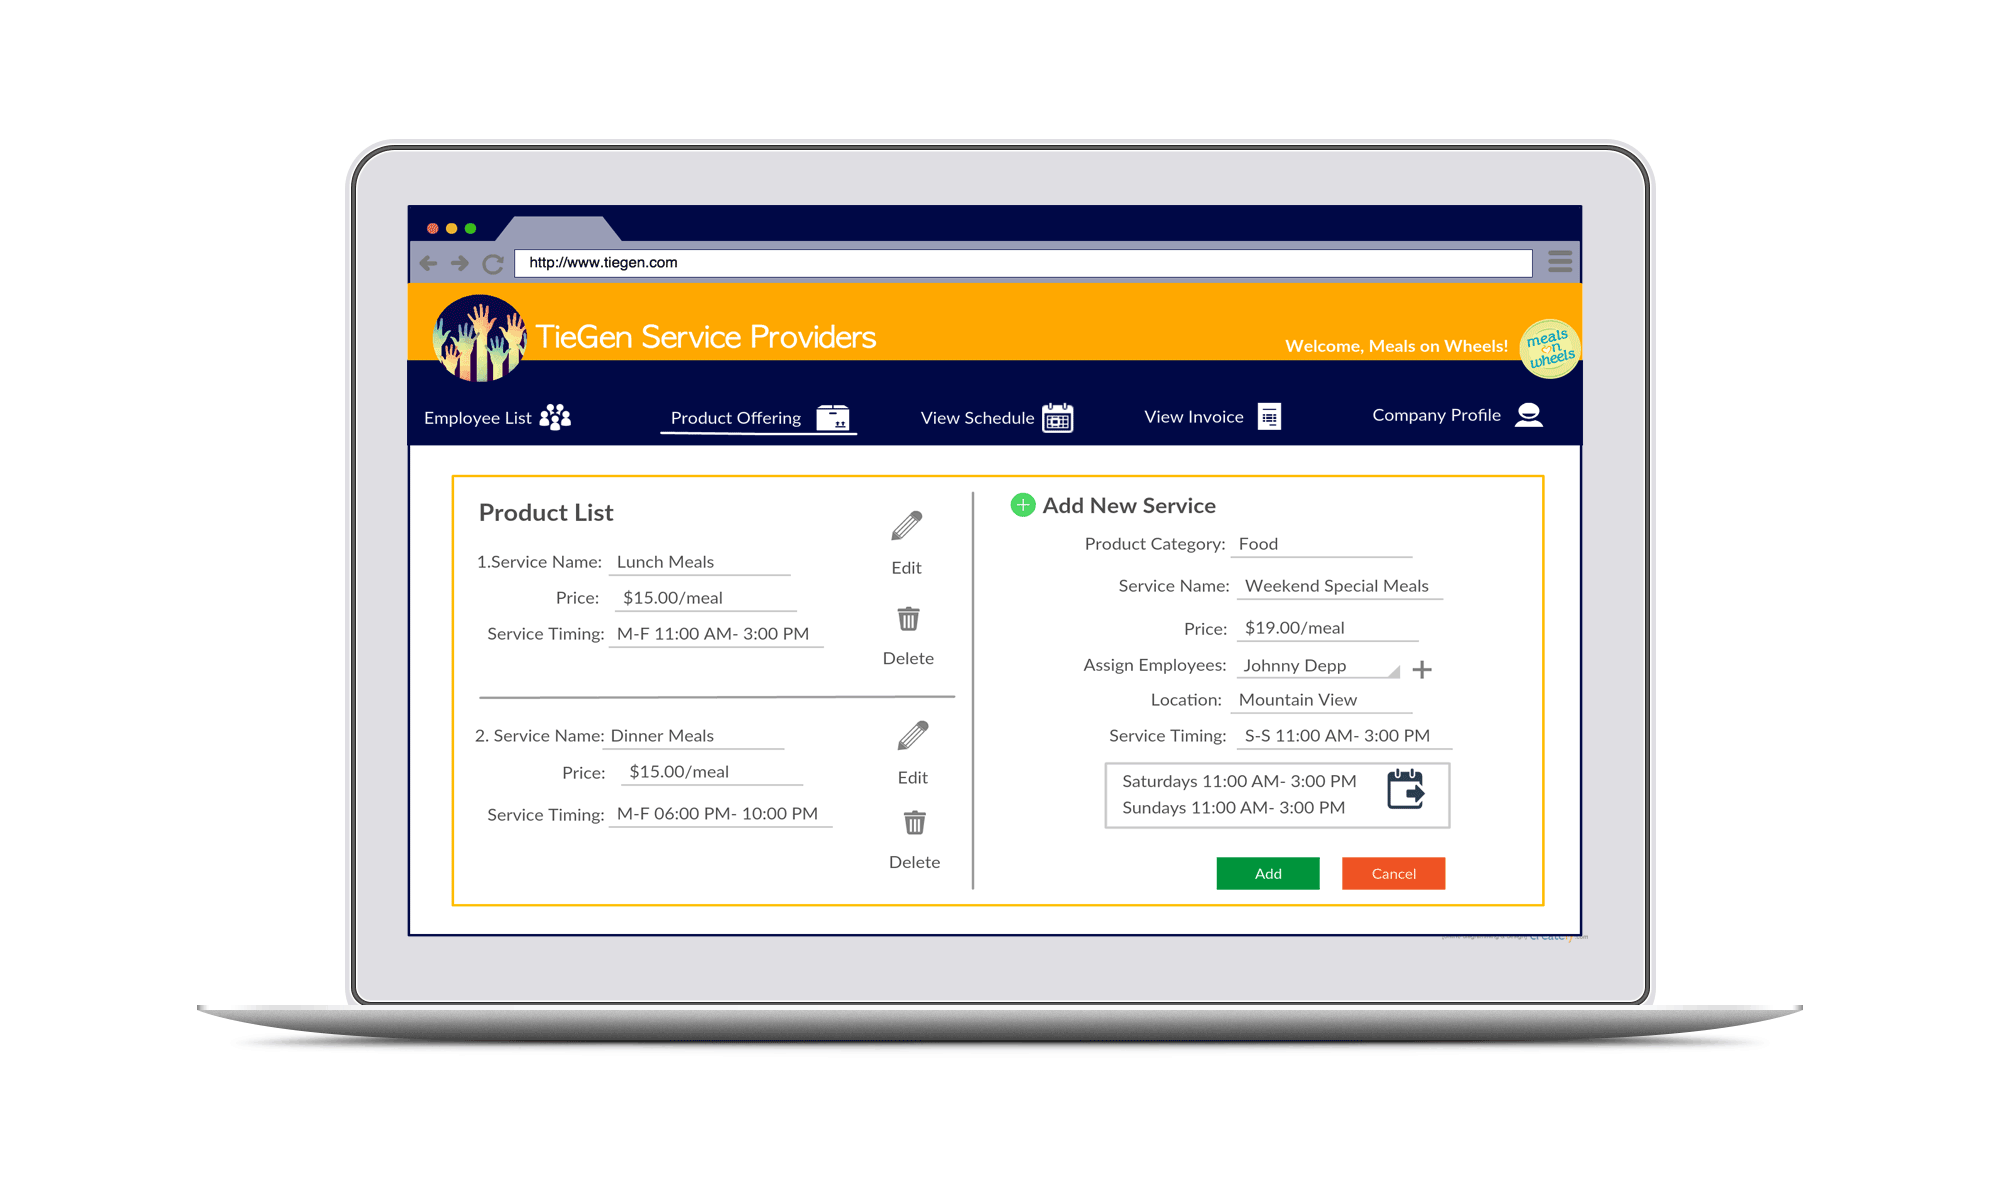 http://www.tiegen.com
TieGen Service Providers
Welcome, Meals on Wheels!
meals
on
wheels
Employee List
Product Offering
View Schedule
View Invoice
Company Profile
Product List
1.Service Name: Lunch Meals
Price: $15.00/meal
Service Timing: M-F 11:00 AM- 3:00 PM
Edit
Delete
2. Service Name: Dinner Meals
Price: $15.00/meal
Service Timing: M-F 06:00 PM- 10:00 PM
Edit
Delete
Add New Service
Product Category: Food
Service Name: Weekend Special Meals
Price: $19.00/meal
Assign Employees: Johnny Depp
Location: Mountain View
Service Timing: S-S 11:00 AM- 3:00 PM
Saturdays 11:00 AM- 3:00 PM
Sundays 11:00 AM- 3:00 PM
Add
Cancel